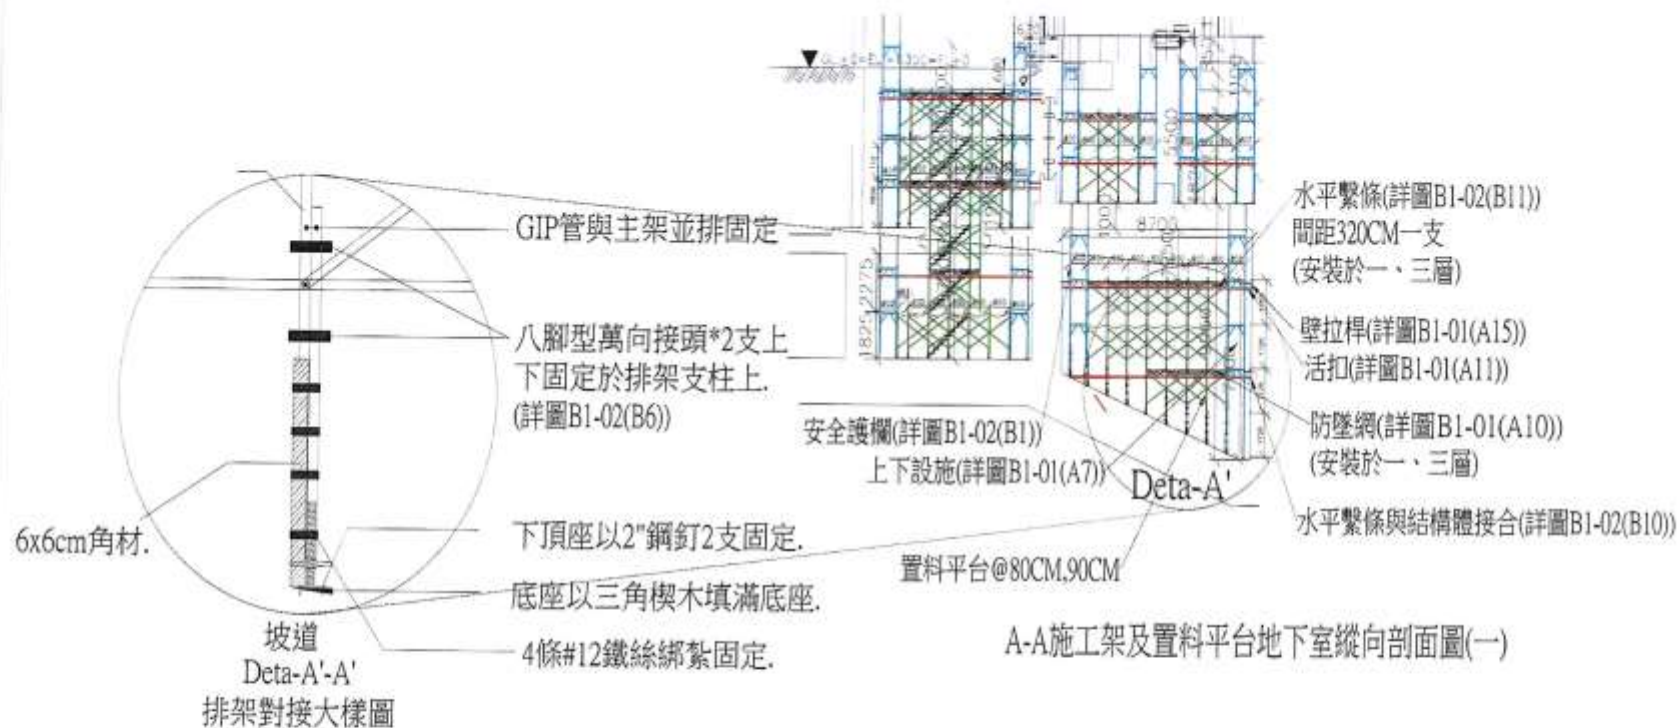 GIP管與主架並排固定
八腳型萬向接頭*2支上
下固定於排架支柱上.
(詳圖B1-02(B6))
6x6cm角材.
下頂座以2"鋼釘2支固定.
底座以三角楔木填滿底座.
4條#12鐵絲綁紮固定.
坡道
Deta-A'-A'
排架對接大樣圖
1825
2275
5500
8700
水平繫條(詳圖B1-02(B11))
間距320CM一支
(安裝於一、三層)
壁拉桿(詳圖B1-01(A15))
活扣(詳圖B1-01(A11))
防墜網(詳圖B1-01(A10))
(安裝於一、三層)
安全護欄(詳圖B1-02(B1))
上下設施(詳圖B1-01(A7))
Deta-A'
水平繫條與結構體接合(詳圖B1-02(B10))
置料平台@80CM,90CM
A-A施工架及置料平台地下室縱向剖面圖(一)